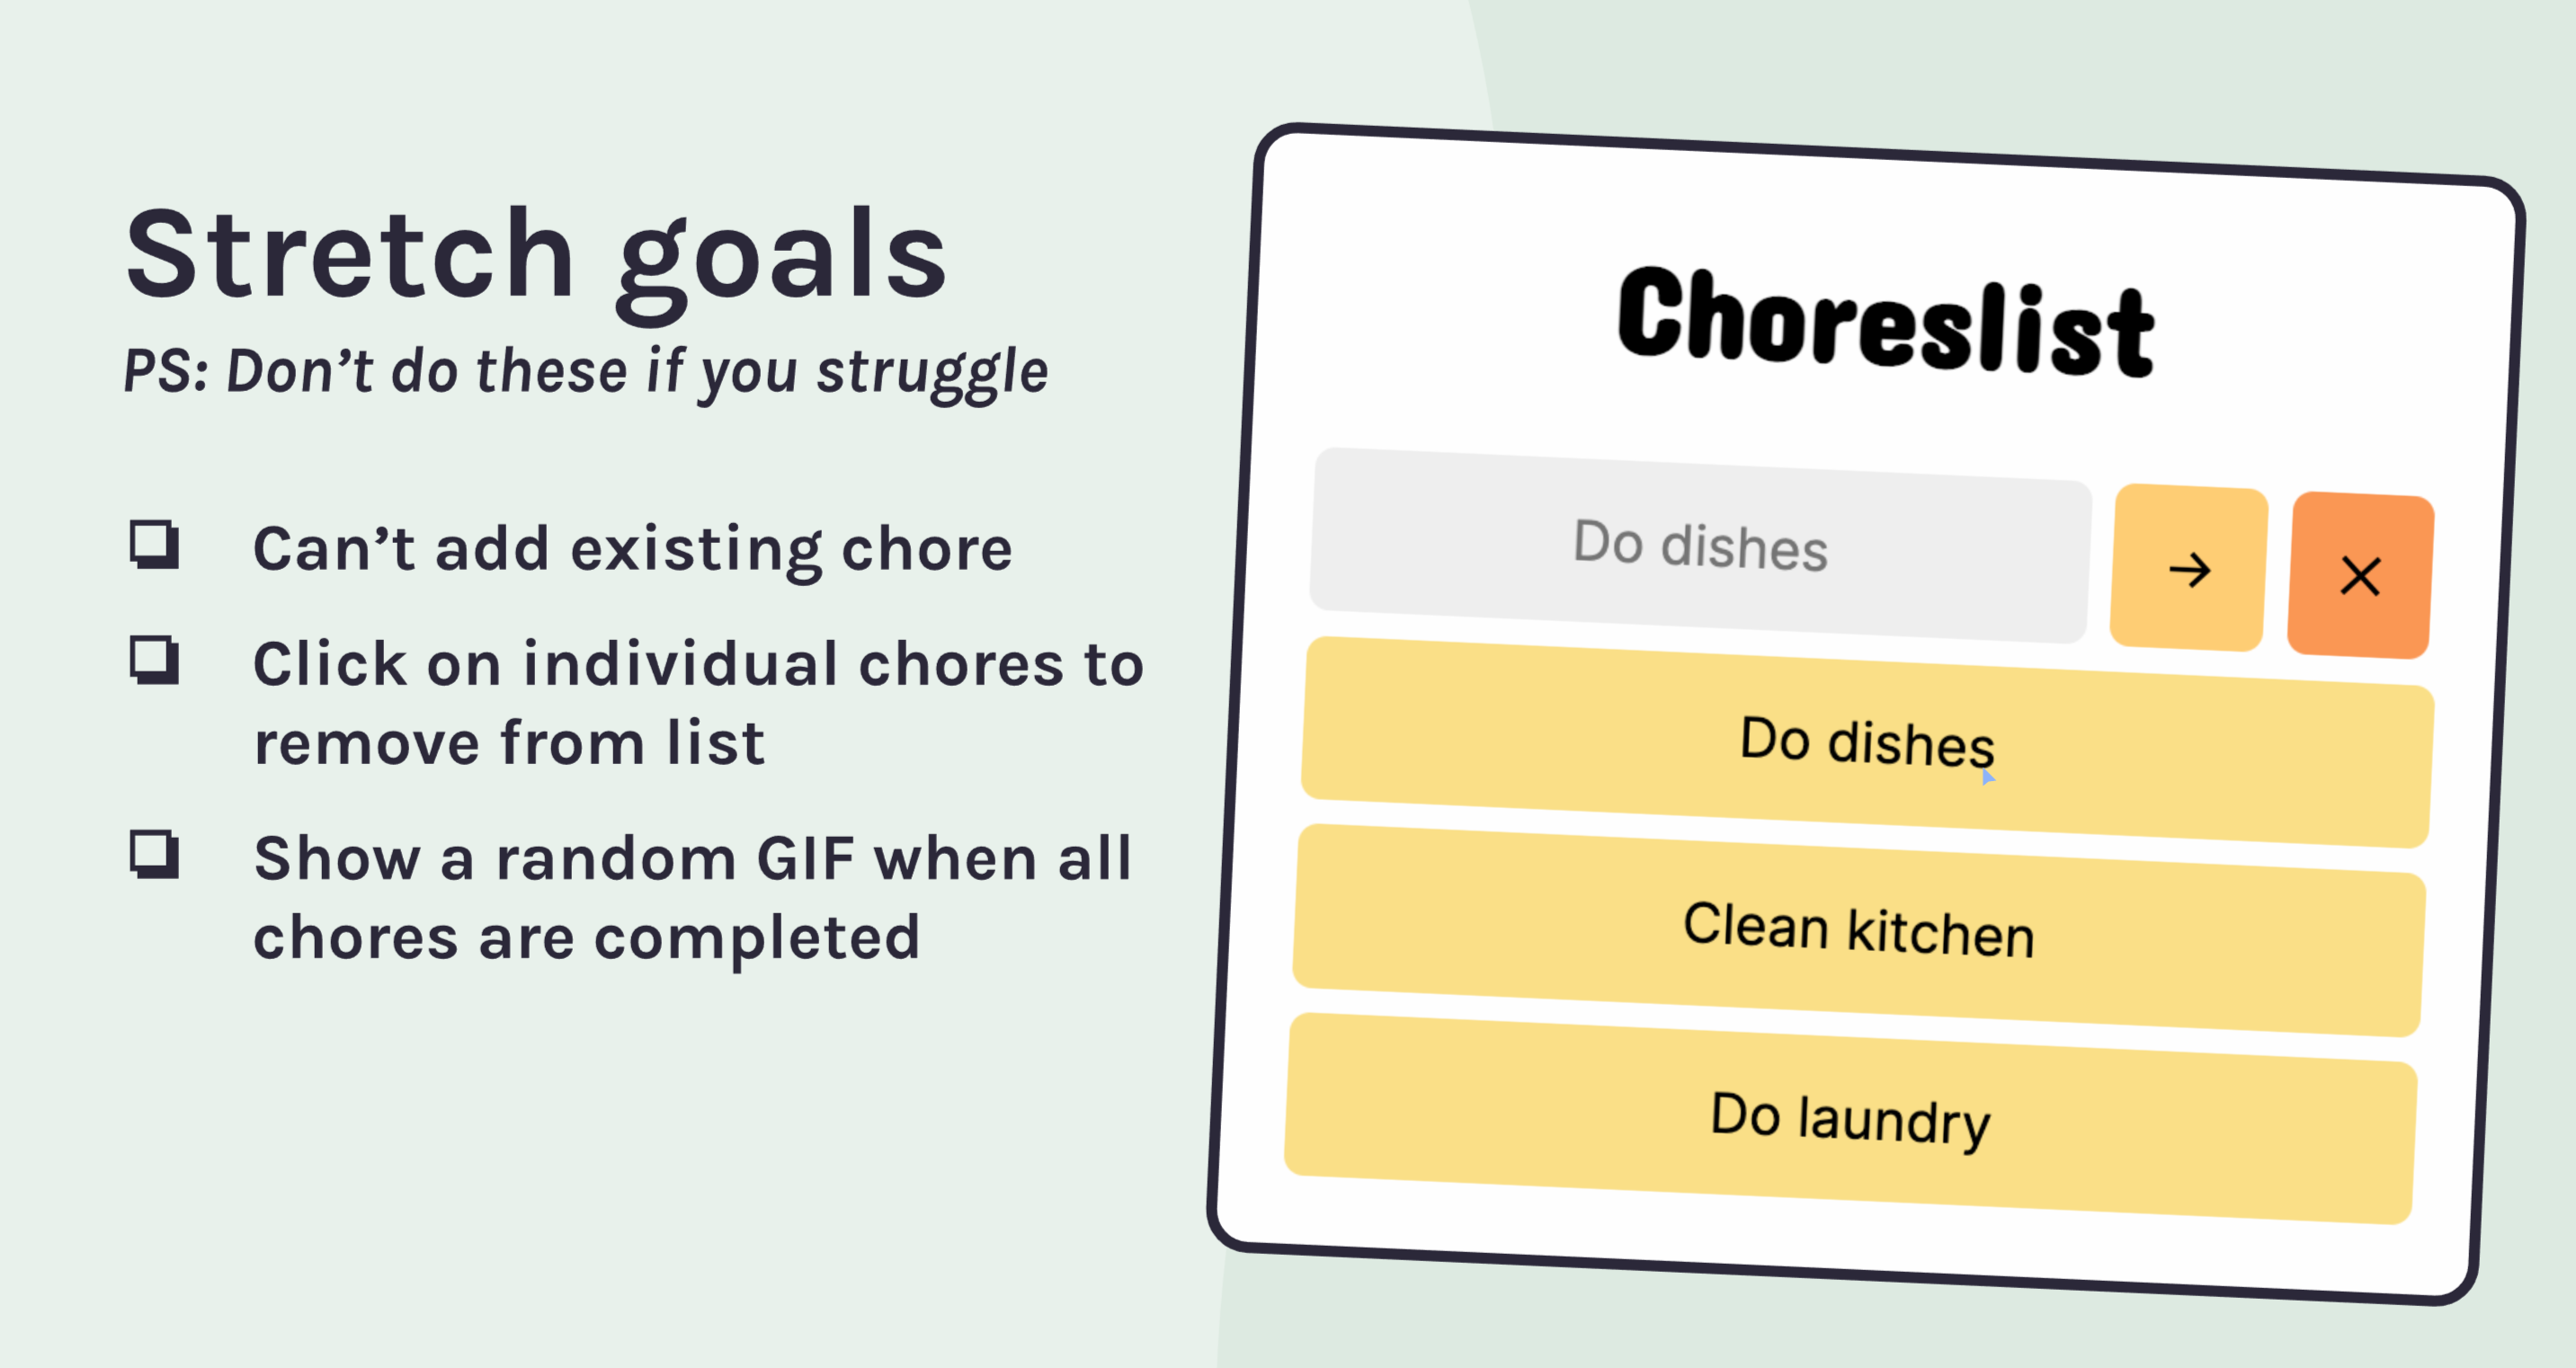 Stretch goals
PS: Don’t do these if you struggle
Can’t add existing chore
Click on individual chores to
remove from list
Show a random GIF when all
chores are completed
Choreslist
Do dishes
Do dishes
Clean kitchen
Do laundry